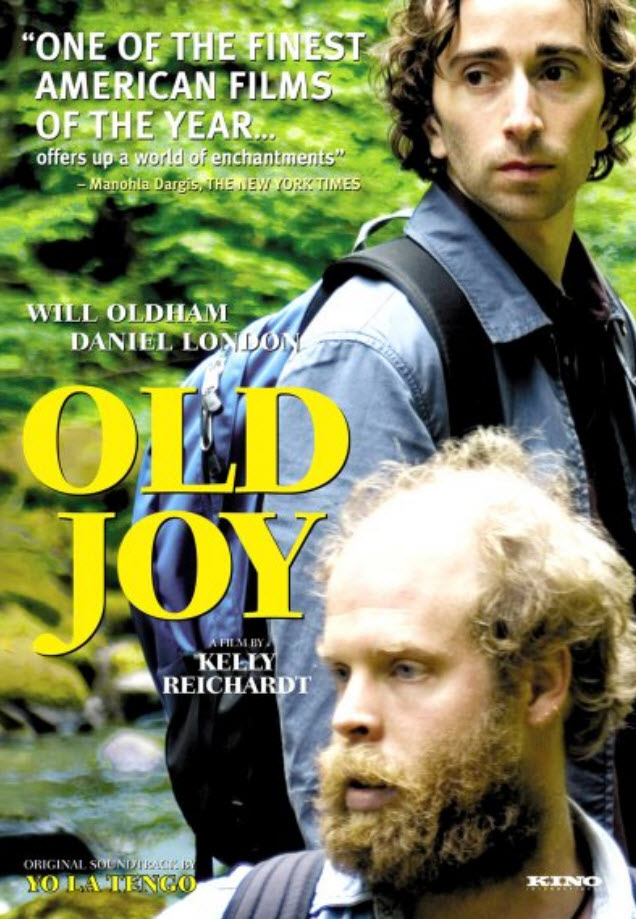 “ONE OF THE FINEST
AMERICAN FILMS
OF THE YEAR...
offers up a world of enchantments”
– Manohla Dargis, THE NEW YORK TIMES
WILL OLDHAM
DANIEL LONDON
OLD
JOY
A FILM BY
KELLY
REICHARDT
ORIGINAL SOUNDTRACK BY
YO LA TENGO
KINO
INTERNATIONAL